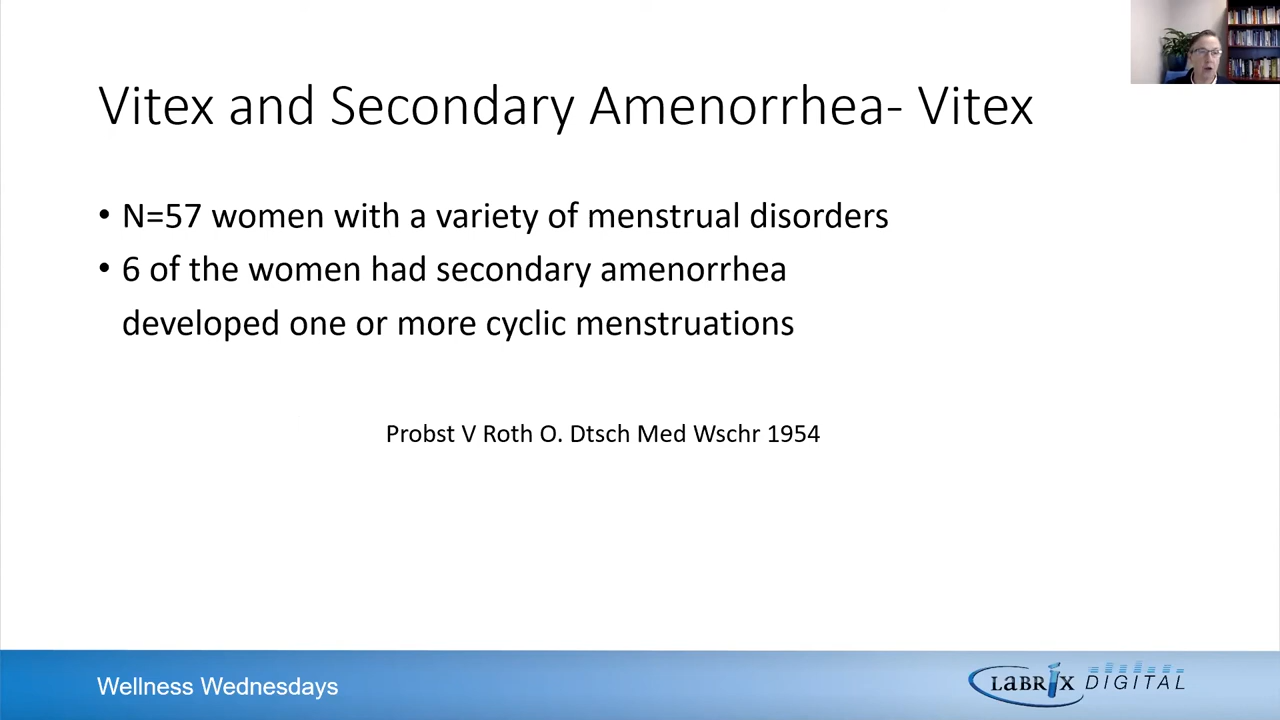 Vitex and Secondary Amenorrhea- Vitex
• N=57 women with a variety of menstrual disorders
• 6 of the women had secondary amenorrhea
developed one or more cyclic menstruations
Probst V Roth O. Dtsch Med Wschr 1954
Wellness Wednesdays
LABRIX DIGITAL